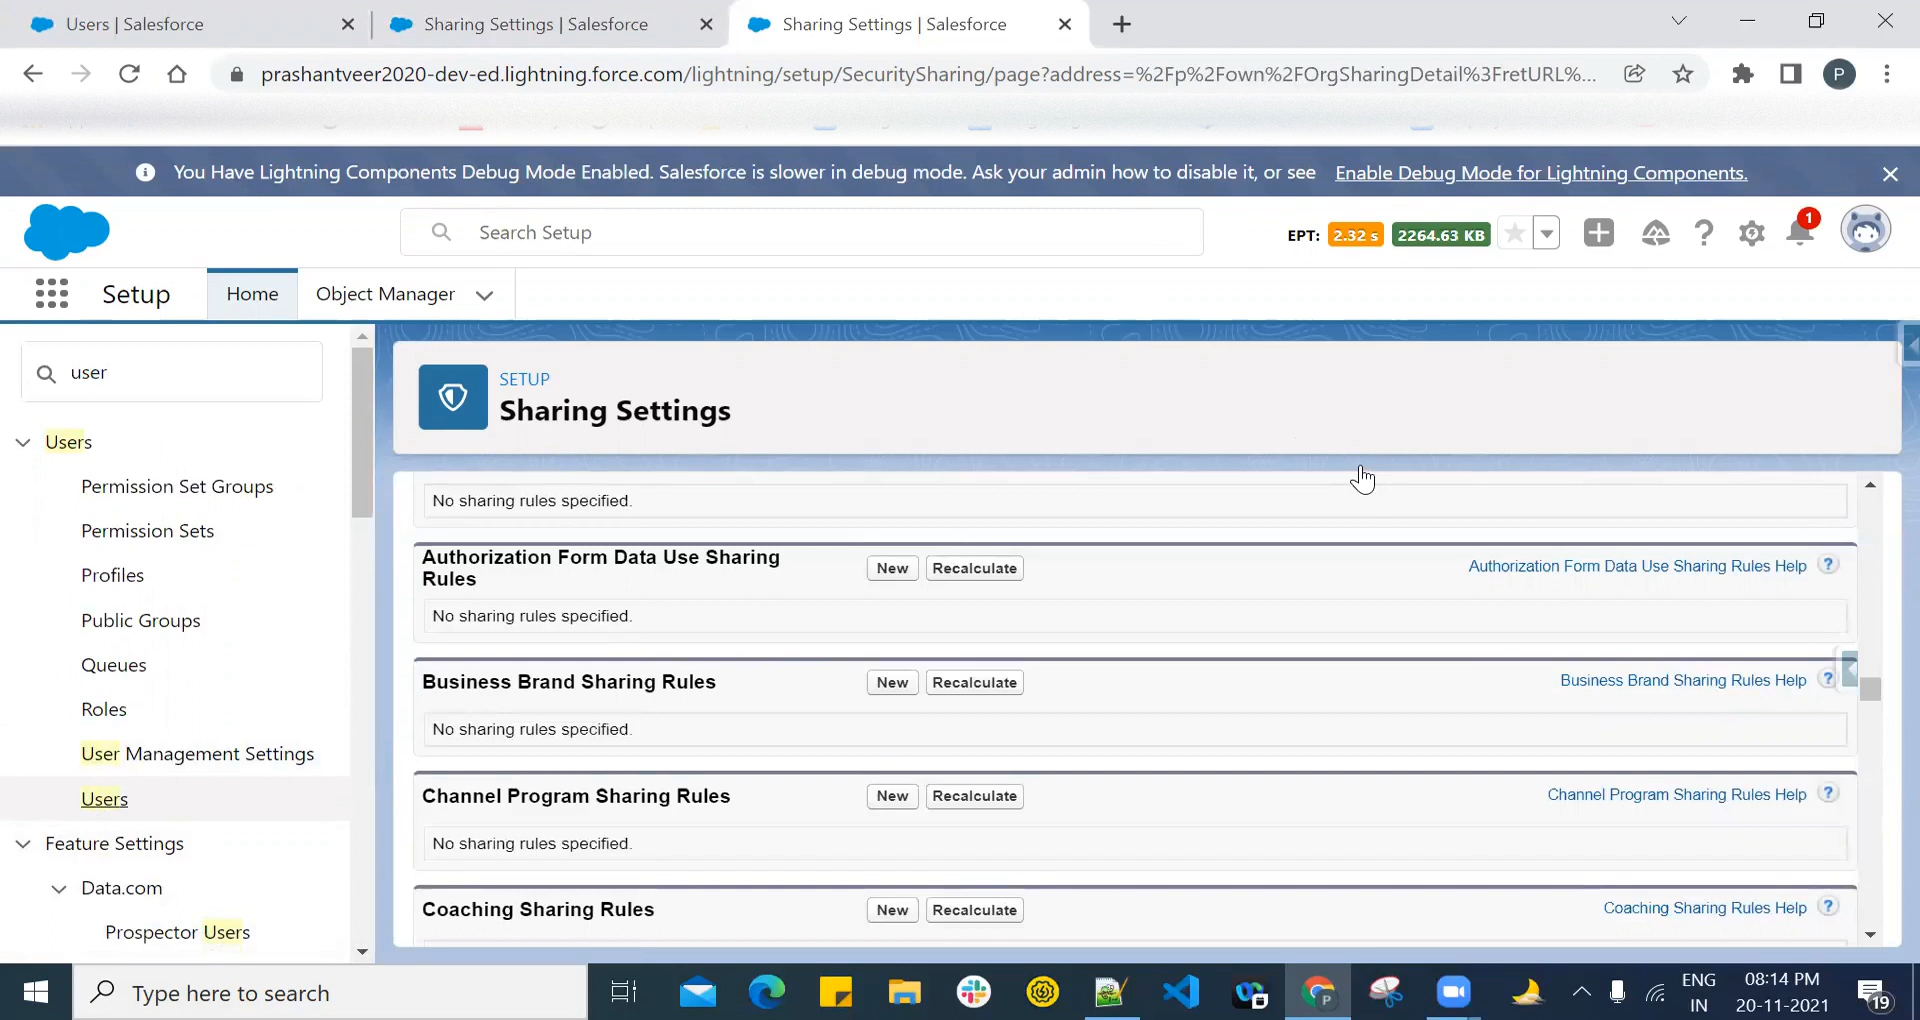 Users | Salesforce
Sharing Settings | Salesforce
Sharing Settings | Salesforce
prashantveer2020-dev-ed.lightning.force.com/lightning/setup/SecuritySharing/page?address=%2Fp%2Fown%2FOrgSharingDetail%3FretURL%...
P
You Have Lightning Components Debug Mode Enabled. Salesforce is slower in debug mode. Ask your admin how to disable it, or see Enable Debug Mode for Lightning Components.
Search Setup
EPT: 2.32 s 2264.63 KB
1
Setup
Home
Object Manager
user
Users
Permission Set Groups
Permission Sets
Profiles
Public Groups
Queues
Roles
User Management Settings
Users
Feature Settings
Data.com
Prospector Users
SETUP
Sharing Settings
No sharing rules specified.
Authorization Form Data Use Sharing
Rules
New Recalculate
Authorization Form Data Use Sharing Rules Help ?
No sharing rules specified.
Business Brand Sharing Rules
New Recalculate
Business Brand Sharing Rules Help ?
No sharing rules specified.
Channel Program Sharing Rules
New Recalculate
Channel Program Sharing Rules Help ?
No sharing rules specified.
Coaching Sharing Rules
New Recalculate
Coaching Sharing Rules Help ?
Type here to search
P
ENG
IN
08:14 PM
20-11-2021
19